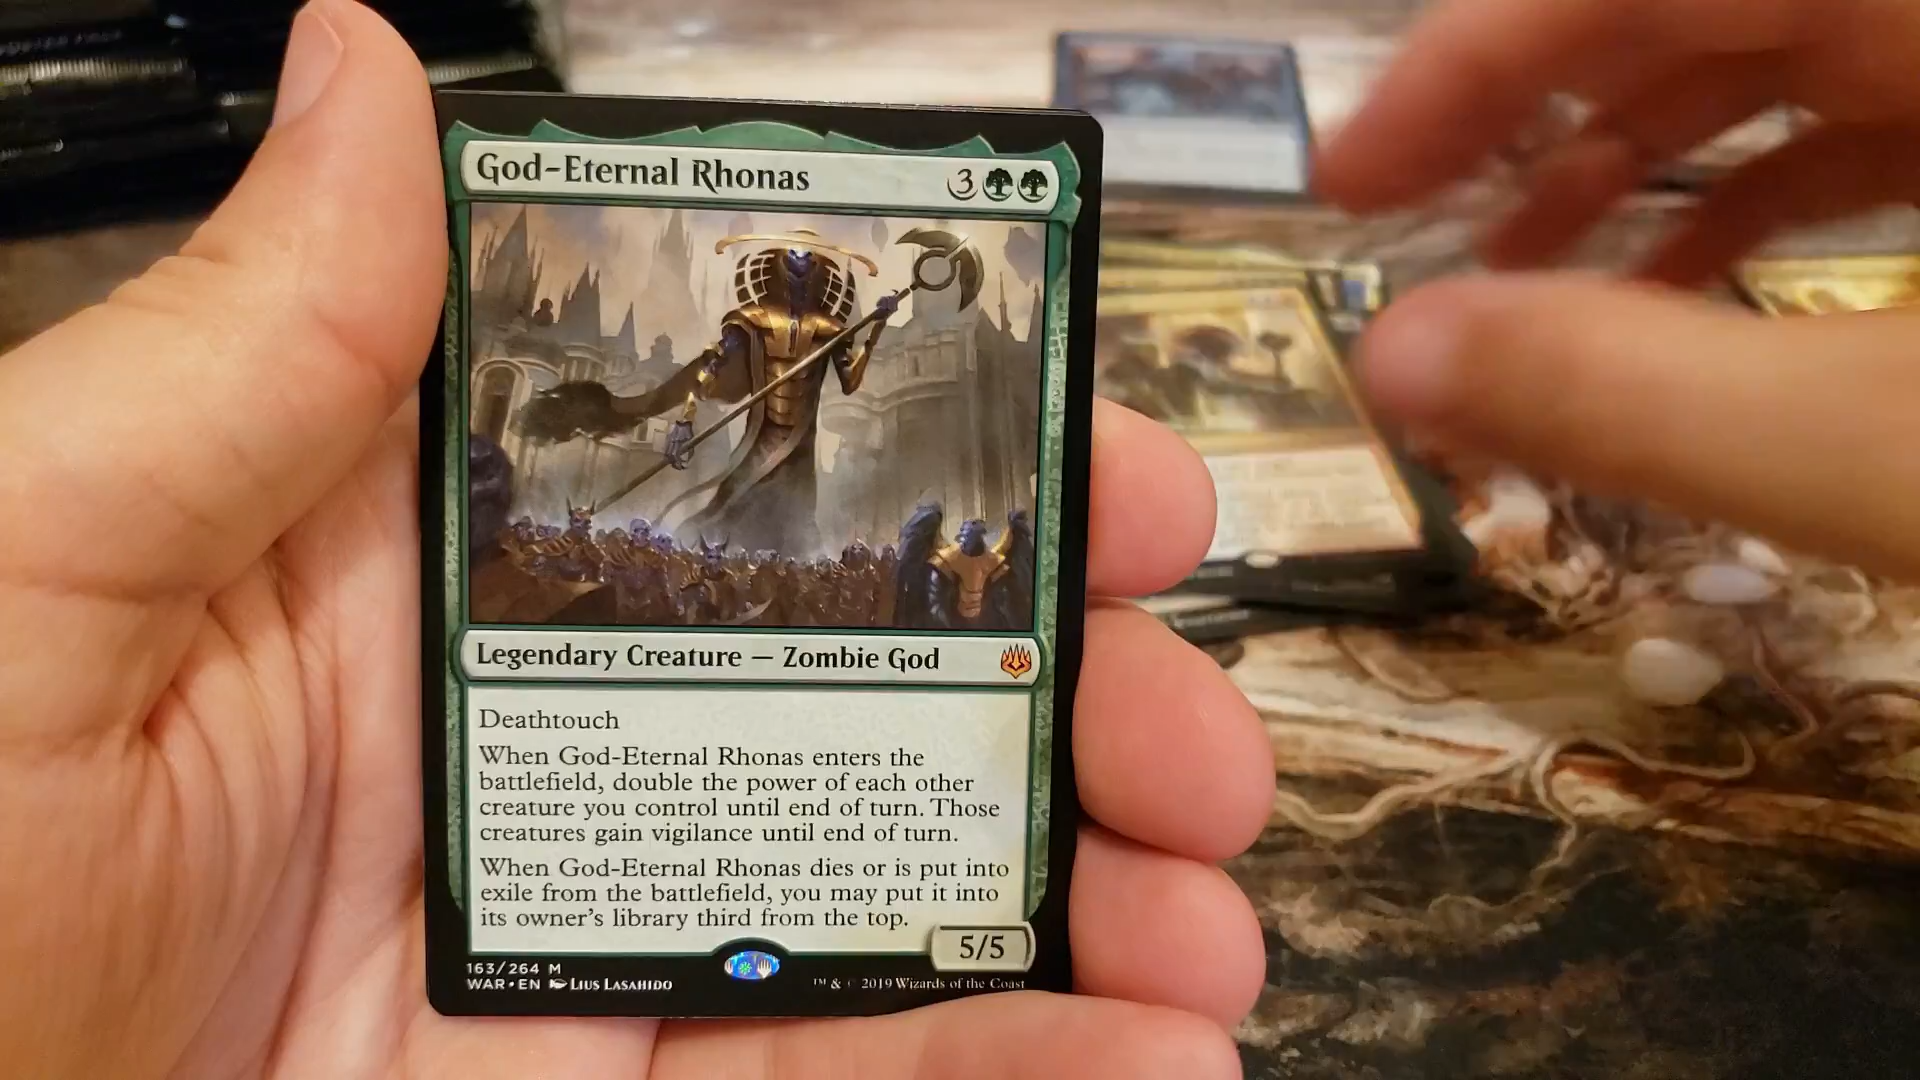 God-Eternal Rhonas 3
Legendary Creature — Zombie God
Deathtouch
When God-Eternal Rhonas enters the
battlefield, double the power of each other
creature you control until end of turn. Those
creatures gain vigilance until end of turn.
When God-Eternal Rhonas dies or is put into
exile from the battlefield, you may put it into
its owner's library third from the top.
5/5
163/264 M
WAR•EN Lius Lasahido
™ & © 2019 Wizards of the Coast